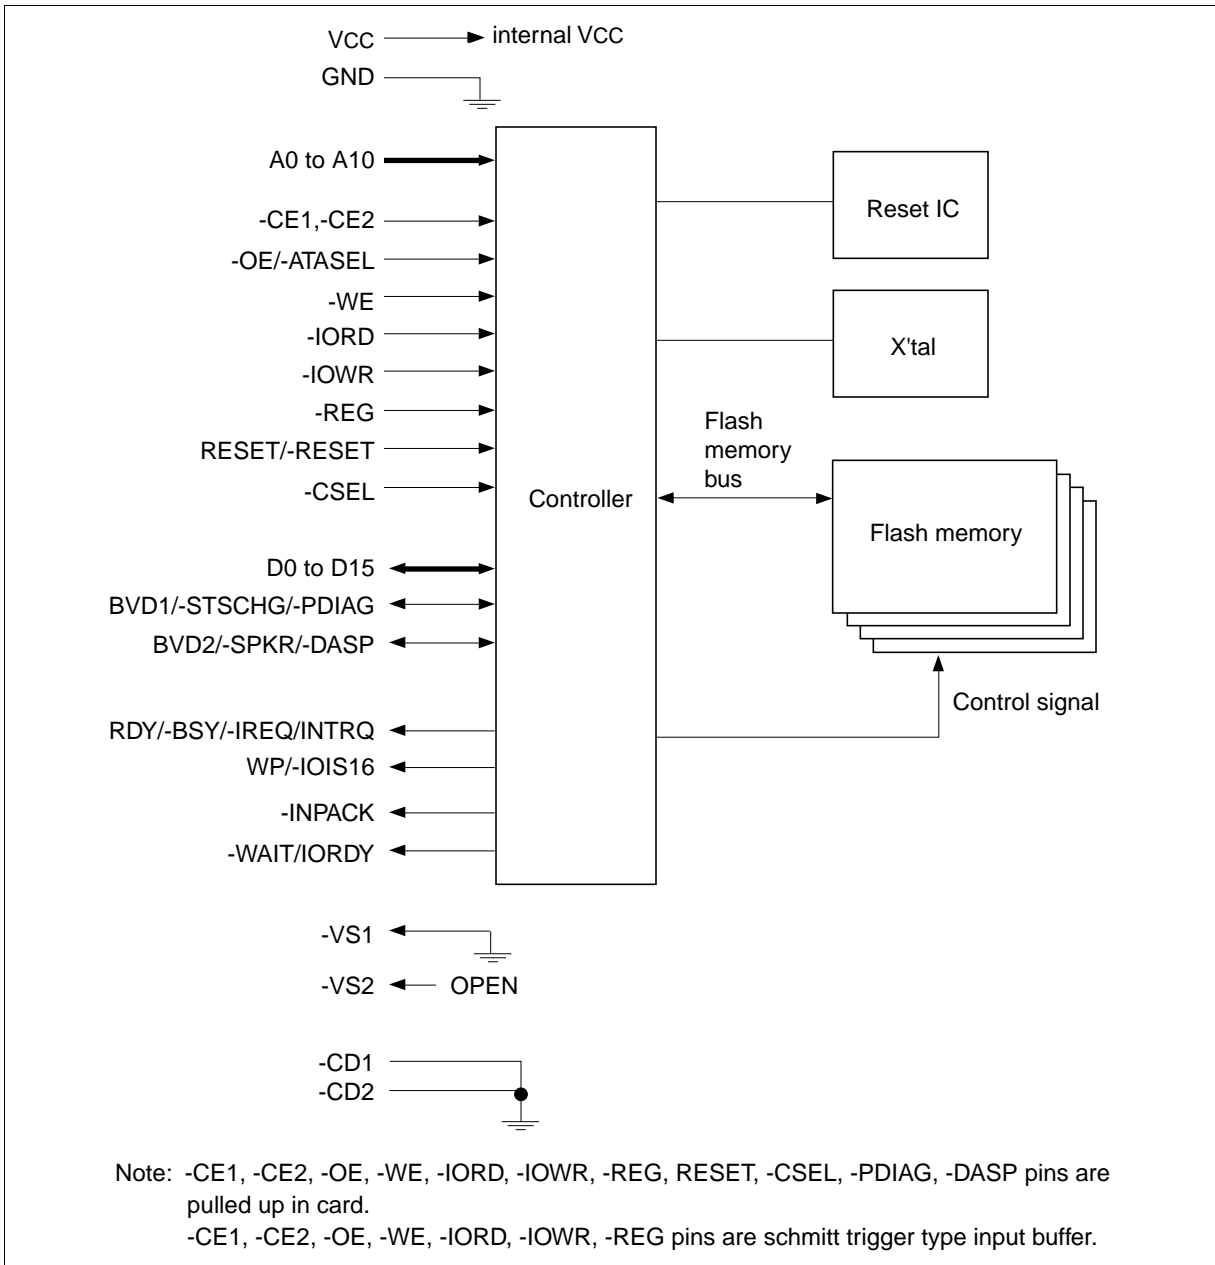 VCC
internal VCC
GND
A0 to A10
-CE1,-CE2
-OE/-ATASEL
-WE
-IORD
-IOWR
-REG
RESET/-RESET
-CSEL
D0 to D15
BVD1/-STSCHG/-PDIAG
BVD2/-SPKR/-DASP
RDY/-BSY/-IREQ/INTRQ
WP/-IOIS16
-INPACK
-WAIT/IORDY
Controller
Reset IC
X'tal
Flash
memory
bus
Flash memory
Control signal
-VS1
-VS2
OPEN
-CD1
-CD2
Note: -CE1, -CE2, -OE, -WE, -IORD, -IOWR, -REG, RESET, -CSEL, -PDIAG, -DASP pins are
pulled up in card.
-CE1, -CE2, -OE, -WE, -IORD, -IOWR, -REG pins are schmitt trigger type input buffer.